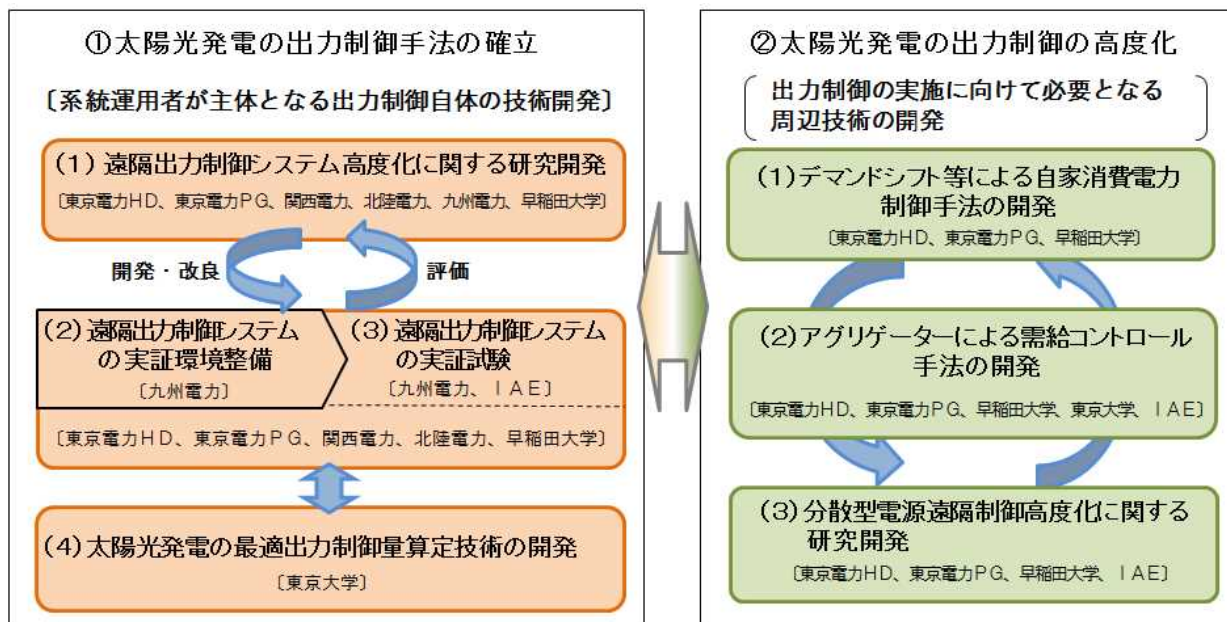 ①太陽光発電の出力制御手法の確立
〔系統運用者が主体となる出力制御自体の技術開発〕
(1) 遠隔出力制御システム高度化に関する研究開発
〔東京電力HD、東京電力PG、関西電力、北陸電力、九州電力、早稲田大学〕
開発・改良
評価
(2) 遠隔出力制御システム
の実証環境整備
〔九州電力〕
(3) 遠隔出力制御システム
の実証試験
〔九州電力、IAE〕
〔東京電力HD、東京電力PG、関西電力、北陸電力、早稲田大学〕
(4) 太陽光発電の最適出力制御量算定技術の開発
〔東京大学〕
②太陽光発電の出力制御の高度化
出力制御の実施に向けて必要となる
周辺技術の開発
(1)デマンドシフト等による自家消費電力
制御手法の開発
〔東京電力HD、東京電力PG、早稲田大学〕
(2)アグリゲーターによる需給コントロール
手法の開発
〔東京電力HD、東京電力PG、早稲田大学、東京大学、IAE〕
(3)分散型電源遠隔制御高度化に関する
研究開発
〔東京電力HD、東京電力PG、早稲田大学、IAE〕